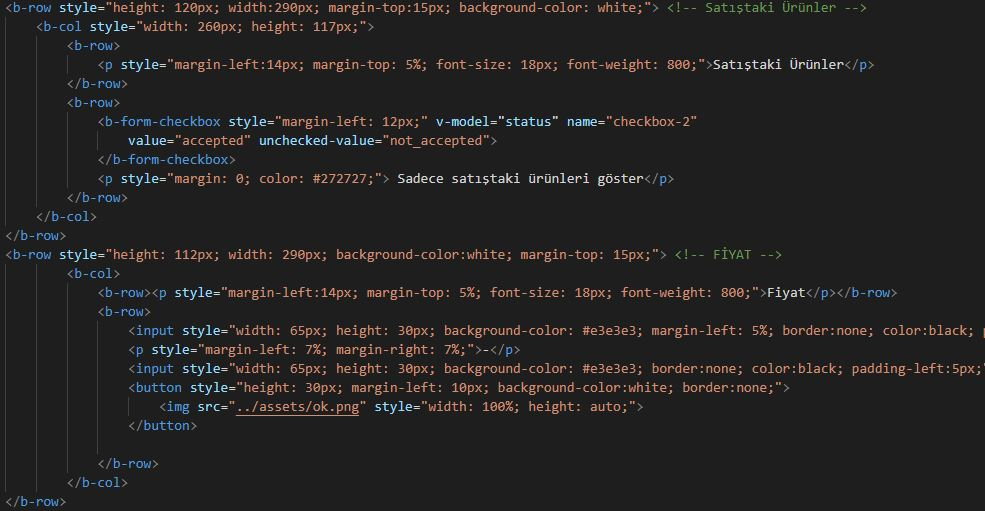 <b-row style="height: 120px; width:290px; margin-top:15px; background-color: white;"> <!-- Satıştaki Ürünler -->
<b-col style="width: 260px; height: 117px;">
<b-row>
<p style="margin-left:14px; margin-top: 5%; font-size: 18px; font-weight: 800;">Satıştaki Ürünler</p>
</b-row>
<b-row>
<b-form-checkbox style="margin-left: 12px;" v-model="status" name="checkbox-2"
value="accepted" unchecked-value="not_accepted">
</b-form-checkbox>
<p style="margin: 0; color: #272727;"> Sadece satıştaki ürünleri göster</p>
</b-row>
</b-col>
</b-row>
<b-row style="height: 112px; width: 290px; background-color:white; margin-top: 15px;"> <!-- FİYAT -->
<b-col>
<b-row><p style="margin-left:14px; margin-top: 5%; font-size: 18px; font-weight: 800;">Fiyat</p></b-row>
<b-row>
<input style="width: 65px; height: 30px; background-color: #e3e3e3; margin-left: 5%; border:none; color:black;
<p style="margin-left: 7%; margin-right: 7%;">-</p>
<input style="width: 65px; height: 30px; background-color: #e3e3e3; border:none; color:black; padding-left:5px;"
<button style="height: 30px; margin-left: 10px; background-color:white; border:none;">
<img src="../assets/ok.png" style="width: 100%; height: auto;">
</button>
</b-row>
</b-col>
</b-row>